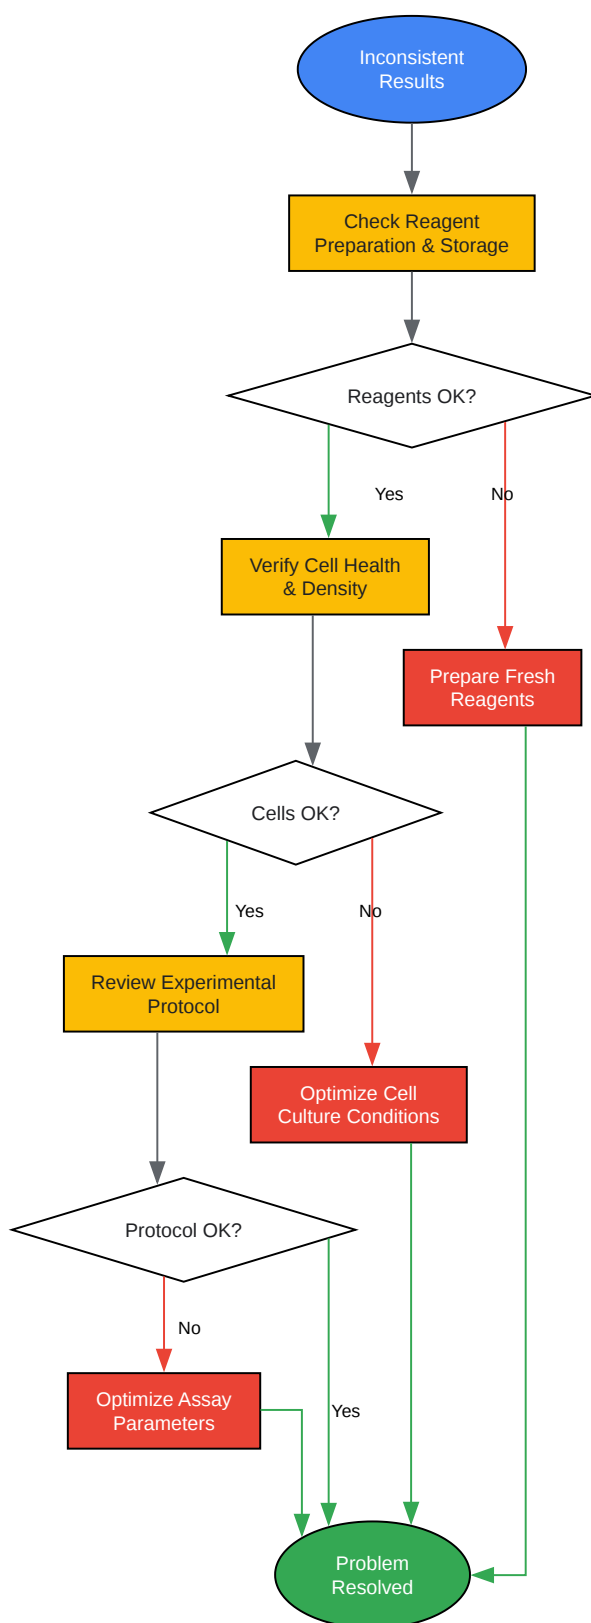 Inconsistent
Results
Check Reagent
Preparation & Storage
Reagents OK?
Yes
No
Verify Cell Health
& Density
Prepare Fresh
Reagents
Cells OK?
Yes
No
Review Experimental
Protocol
Optimize Cell
Culture Conditions
Protocol OK?
No
Optimize Assay
Parameters
Yes
Problem
Resolved